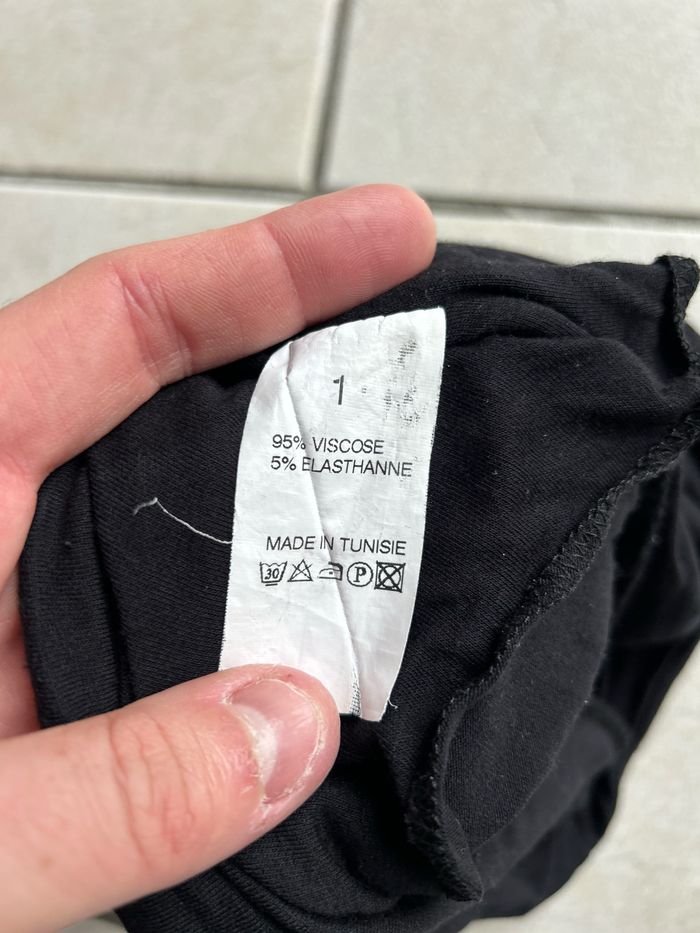 1
95% VISCOSE
5% ELASTHANNE
MADE IN TUNISIE
30 P